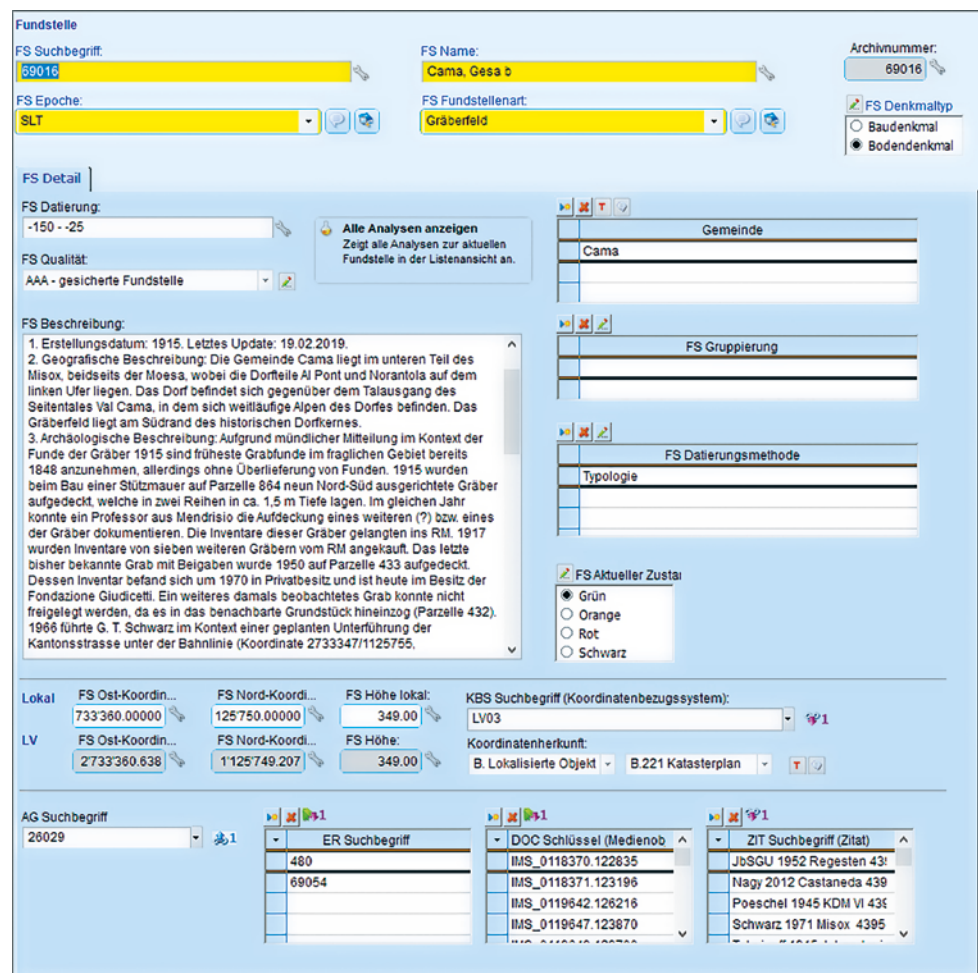 Fundstelle
FS Suchbegriff:
FS Name:
Archivnummer:
69016
Cama, Gesa b
69016
FS Epoche:
FS Fundstellenart:
FS Denkmaltyp
SLT
Gräberfeld
Baudenkmal
Bodendenkmal
FS Detail
FS Datierung:
-150 - -25
Alle Analysen anzeigen
Zeigt alle Analysen zur aktuellen
Fundstelle in der Listenansicht an.
FS Qualität:
AAA - gesicherte Fundstelle
T
Gemeinde
Cama
FS Beschreibung:
1. Erstellungsdatum: 1915. Letztes Update: 19.02.2019.
2. Geografische Beschreibung: Die Gemeinde Cama liegt im unteren Teil des
Misox, beidseits der Moesa, wobei die Dorfteile Al Pont und Norantola auf dem
linken Ufer liegen. Das Dorf befindet sich gegenüber dem Talausgang des
Seitentales Val Cama, in dem sich weitläufige Alpen des Dorfes befinden. Das
Gräberfeld liegt am Südrand des historischen Dorfkernes.
3. Archäologische Beschreibung: Aufgrund mündlicher Mitteilung im Kontext der
Funde der Gräber 1915 sind früheste Grabfunde im fraglichen Gebiet bereits
1848 anzunehmen, allerdings ohne Überlieferung von Funden. 1915 wurden
beim Bau einer Stützmauer auf Parzelle 864 neun Nord-Süd ausgerichtete Gräber
aufgedeckt, welche in zwei Reihen in ca. 1,5 m Tiefe lagen. Im gleichen Jahr
konnte ein Professor aus Mendrisio die Aufdeckung eines weiteren (?) bzw. eines
der Gräber dokumentieren. Die Inventare dieser Gräber gelangten ins RM. 1917
wurden Inventare von sieben weiteren Gräbern vom RM angekauft. Das letzte
bisher bekannte Grab mit Beigaben wurde 1950 auf Parzelle 433 aufgedeckt.
Dessen Inventar befand sich um 1970 in Privatbesitz und ist heute im Besitz der
Fondazione Giudicetti. Ein weiteres damals beobachtetes Grab konnte nicht
freigelegt werden, da es in das benachbarte Grundstück hineinzog (Parzelle 432).
1966 führte G. T. Schwarz im Kontext einer geplanten Unterführung der
Kantonsstrasse unter der Bahnlinie (Koordinate 2733347/1125755,
FS Gruppierung
FS Datierungsmethode
Typologie
FS Aktueller Zustar
Grün
Orange
Rot
Schwarz
Lokal
FS Ost-Koordin...
FS Nord-Koordi...
FS Höhe lokal:
KBS Suchbegriff (Koordinatenbezugssystem):
733'360.00000
125'750.00000
349.00
LV03
1
LV
FS Ost-Koordin...
FS Nord-Koordi...
FS Höhe:
Koordinatenherkunft:
2'733'360.638
1'125'749.207
349.00
B. Lokalisierte Objekt
B.221 Katasterplan
T
AG Suchbegriff
26029
1
1
ER Suchbegriff
480
69054
1
DOC Schlüssel (Medienob
IMS_0118370.122835
IMS_0118371.123196
IMS_0119642.126216
IMS_0119647.123870
1
ZIT Suchbegriff (Zitat)
JbSGU 1952 Regesten 43
Nagy 2012 Castaneda 439
Poeschel 1945 KDM VI 439
Schwarz 1971 Misox 4395